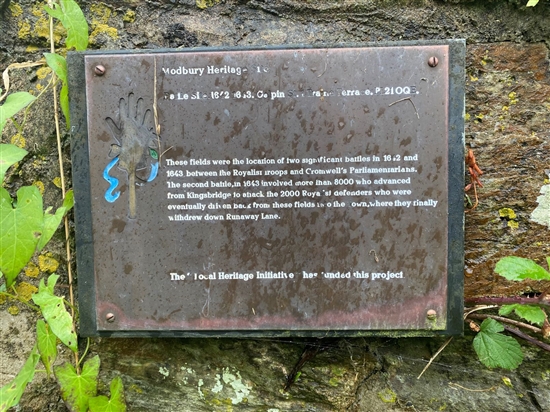 Modbury Heritage
1642
These fields were the location of two significant battles in 1642 and
1643 between the Royalist troops and Cromwell's Parliamentarians.
The second battle, in 1643 involved more than 8000 who advanced
from Kingsbridge to attack the 2000 Royalist defenders who were
eventually driven back from these fields into the town, where they finally
withdrew down Runaway Lane.
The Local Heritage Initiative has funded this project